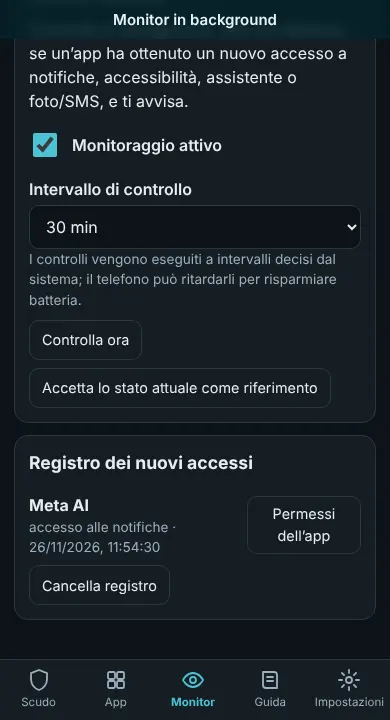 Monitor in background
se un'app ha ottenuto un nuovo accesso a
notifiche, accessibilità, assistente o
foto/SMS, e ti avvisa.
Monitoraggio attivo
Intervallo di controllo
30 min
I controlli vengono eseguiti a intervalli decisi dal
sistema; il telefono può ritardarli per risparmiare
batteria.
Controlla ora
Accetta lo stato attuale come riferimento
Registro dei nuovi accessi
Meta AI
accesso alle notifiche ·
26/11/2026, 11:54:30
Permessi
dell'app
Cancella registro
Scudo
App
Monitor
Guida
Impostazioni